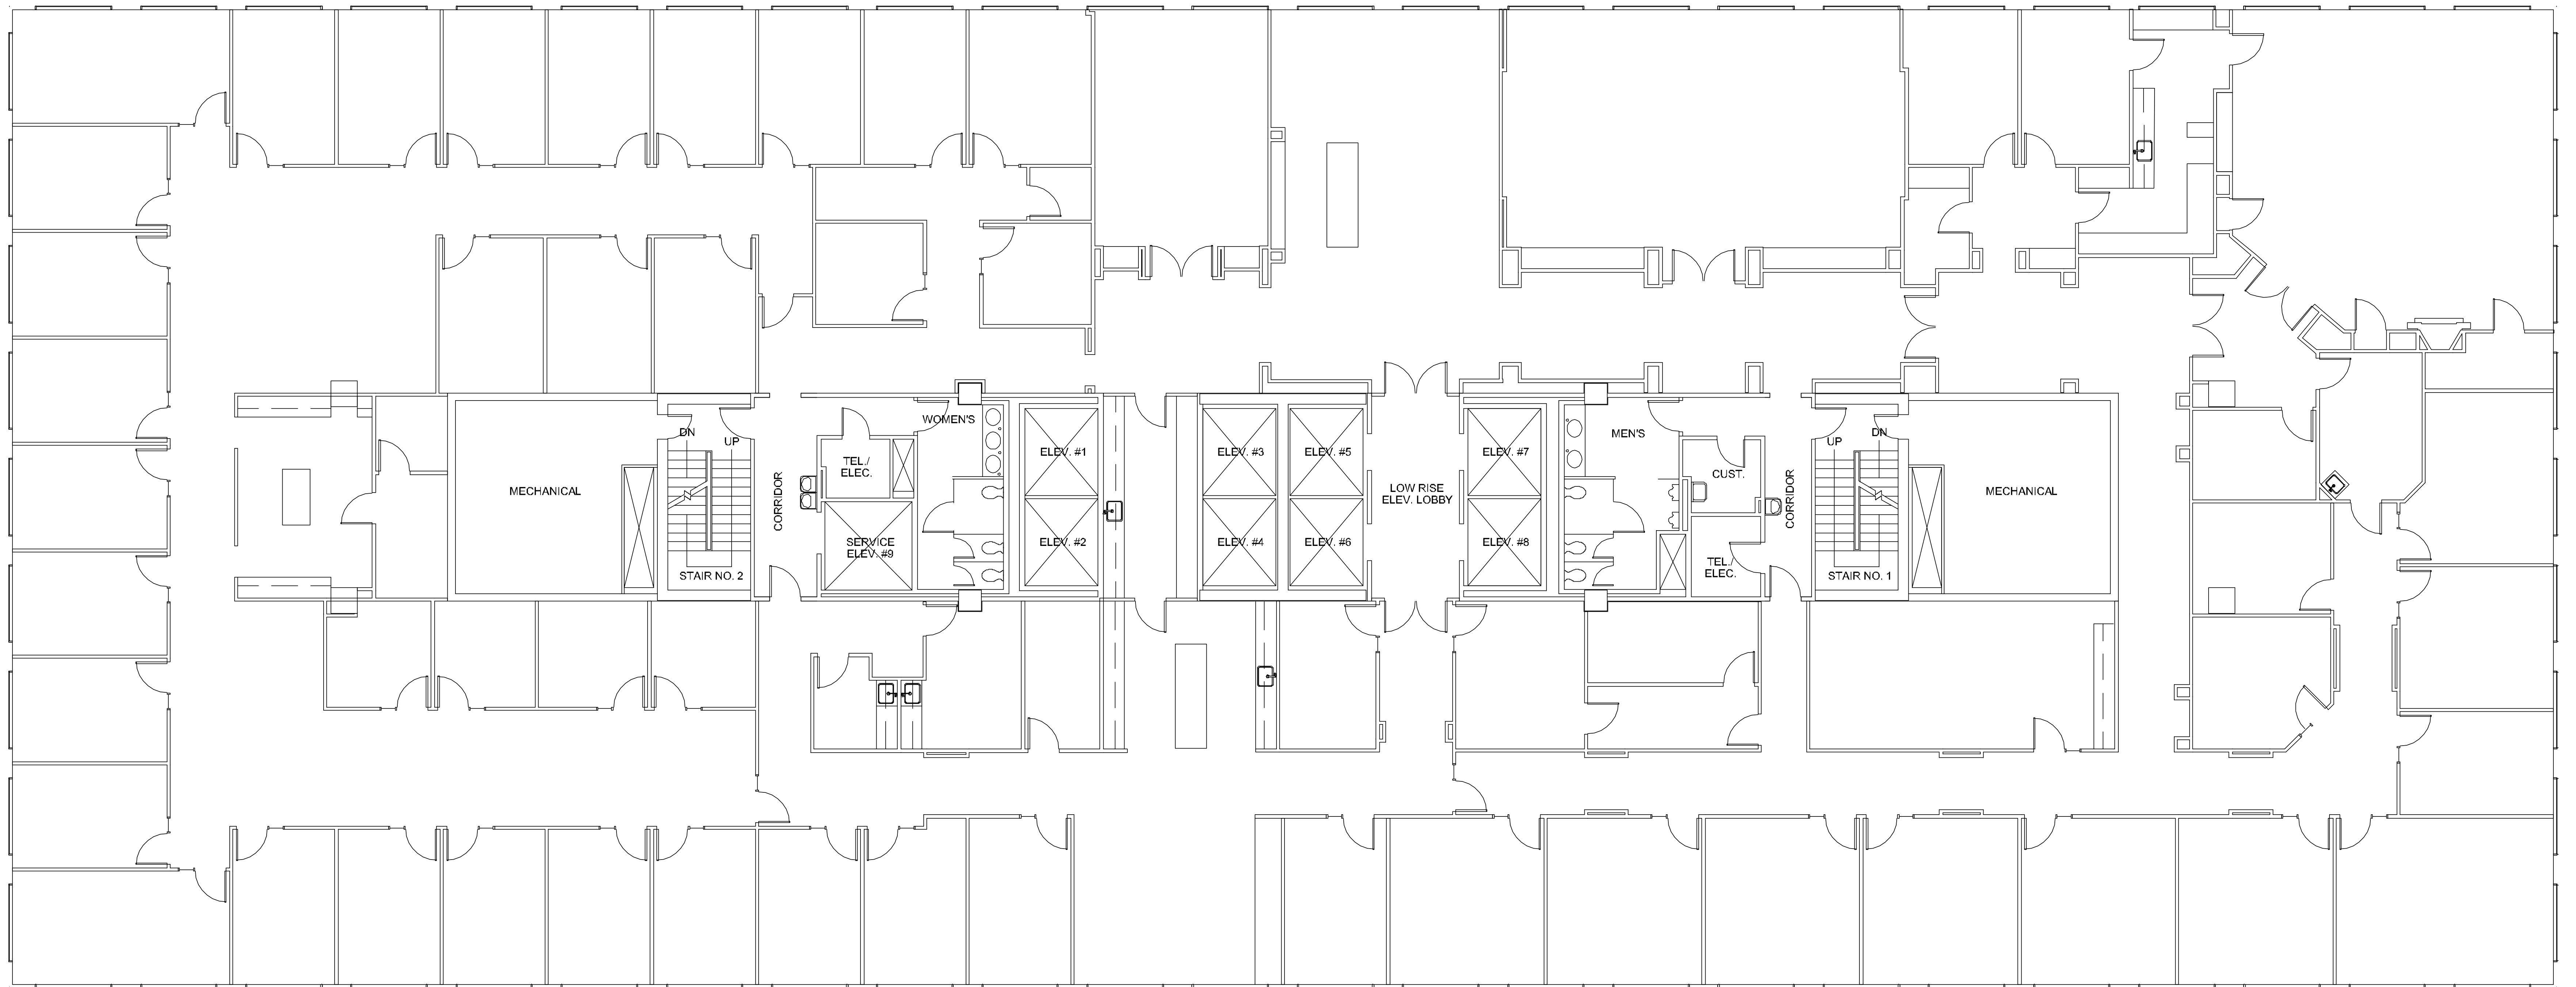 MECHANICAL
DN
UP
STAIR NO. 2
CORRIDOR
TEL./
ELEC.
SERVICE
ELEV. #9
WOMEN'S
ELEV. #1
ELEV. #2
ELEV. #3
ELEV. #4
ELEV. #5
ELEV. #6
LOW RISE
ELEV. LOBBY
ELEV. #7
ELEV. #8
MEN'S
CUST.
TEL./
ELEC.
CORRIDOR
UP
DN
STAIR NO. 1
MECHANICAL